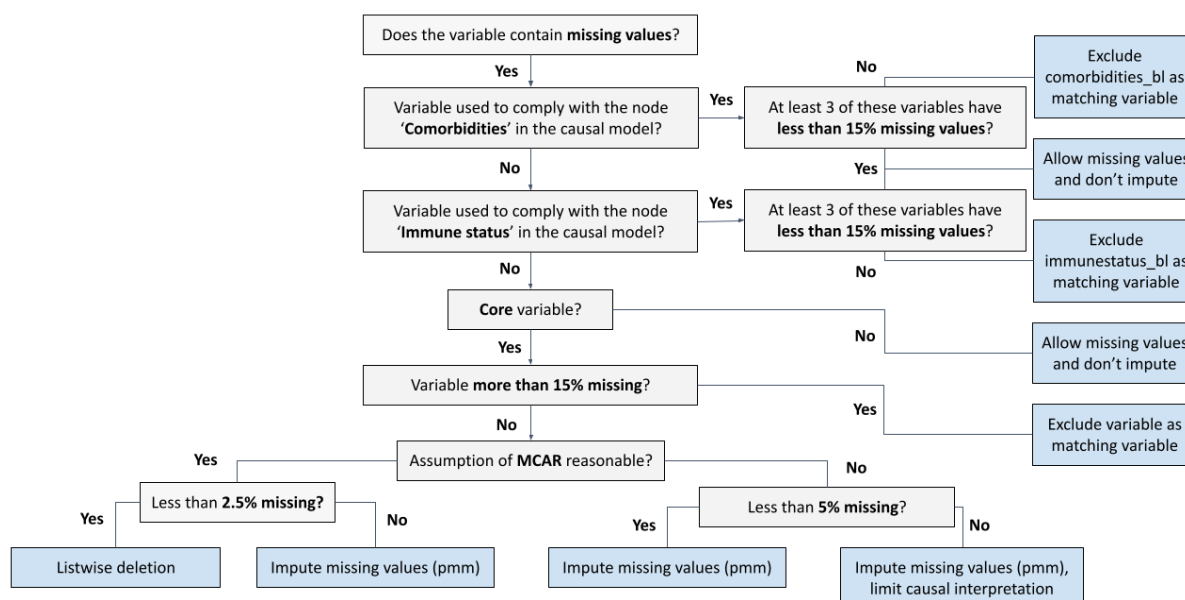 Does the variable contain missing values?
Yes
No
Exclude
comorbidities_bl as
matching variable
Variable used to comply with the node
‘Comorbidities’ in the causal model?
Yes
At least 3 of these variables have
less than 15% missing values?
No
Yes
Allow missing values
and don’t impute
Variable used to comply with the node
‘Immune status’ in the causal model?
Yes
At least 3 of these variables have
less than 15% missing values?
Exclude
immunestatus_bl as
matching variable
No
No
Core variable?
No
Allow missing values
and don’t impute
Yes
Variable more than 15% missing?
Yes
Exclude variable as
matching variable
No
Assumption of MCAR reasonable?
Yes
No
Less than 2.5% missing?
Less than 5% missing?
Yes
No
Yes
No
Listwise deletion
Impute missing values (pmm)
Impute missing values (pmm)
Impute missing values (pmm),
limit causal interpretation